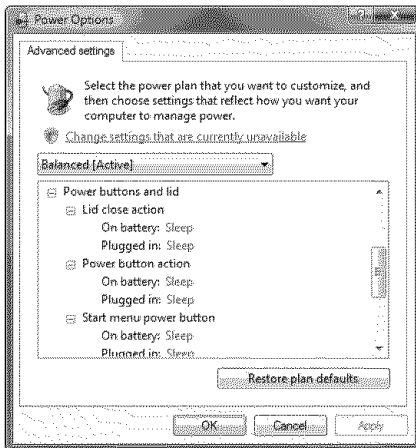 Power Options
Advanced settings
Select the power plan that you want to customize, and
then choose settings that reflect how you want your
computer to manage power.
Change settings that are currently unavailable
Balanced [Active]
Power buttons and lid
Lid close action
On battery: Sleep
Plugged in: Sleep
Power button action
On battery: Sleep
Plugged in: Sleep
Start menu power button
On battery: Sleep
Plugged in: Sleep
Restore plan defaults
OK
Cancel
Apply